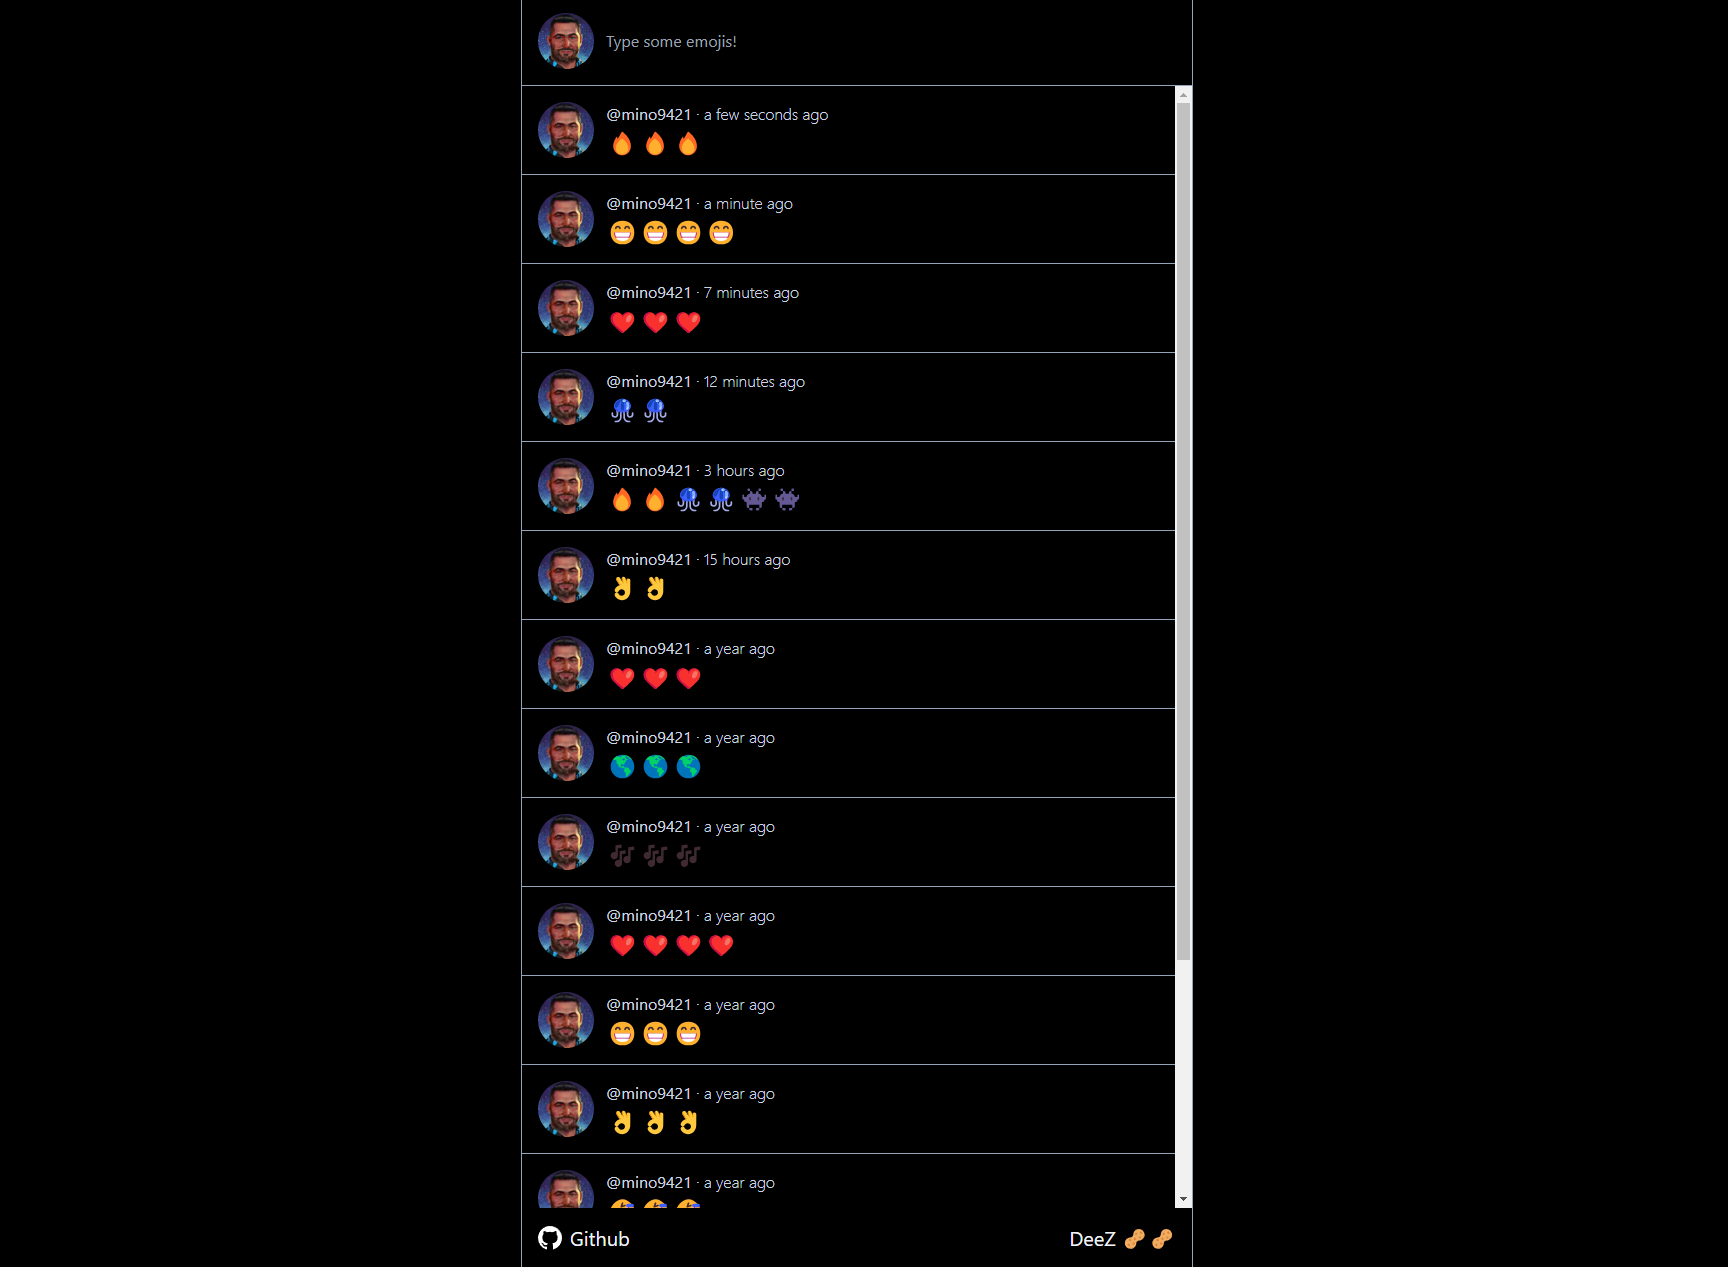 Type some emojis!
@mino9421 · a few seconds ago
🔥 🔥 🔥
@mino9421 · a minute ago
😁 😁 😁 😁
@mino9421 · 7 minutes ago
❤️ ❤️ ❤️
@mino9421 · 12 minutes ago
🐙 🐙
@mino9421 · 3 hours ago
🔥 🔥 🐙 🐙 👾 👾
@mino9421 · 15 hours ago
👌 👌
@mino9421 · a year ago
❤️ ❤️ ❤️
@mino9421 · a year ago
🌎 🌎 🌎
@mino9421 · a year ago
🎶 🎶 🎶
@mino9421 · a year ago
❤️ ❤️ ❤️ ❤️
@mino9421 · a year ago
😁 😁 😁
@mino9421 · a year ago
👌 👌 👌
@mino9421 · a year ago
Github
DeeZ 🥜 🥜